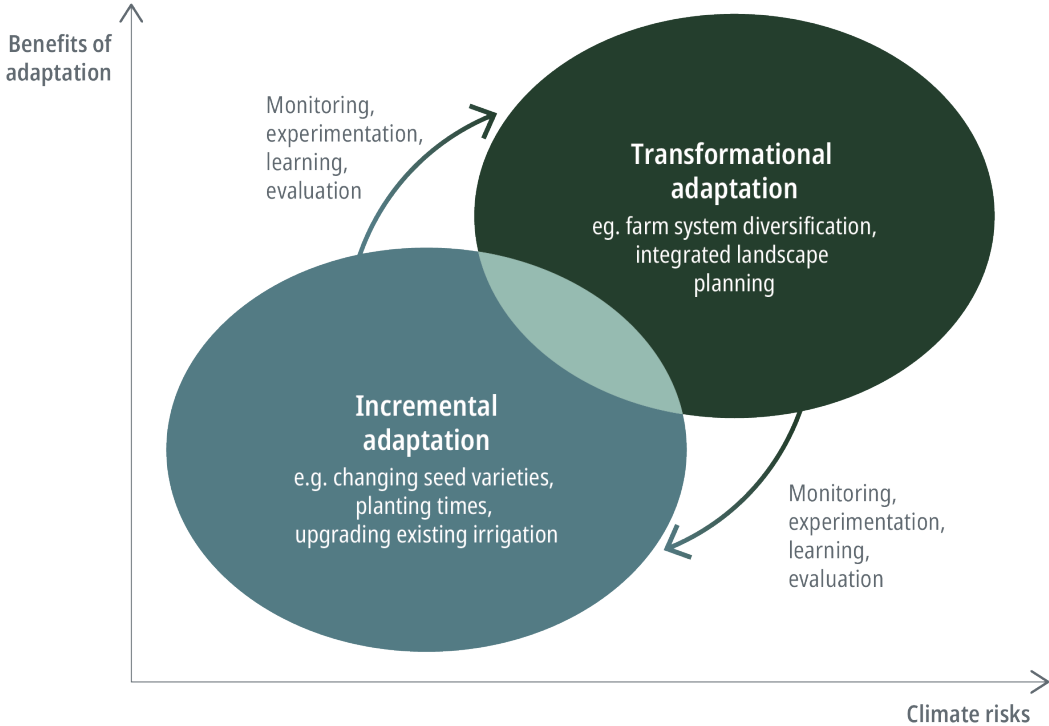 Benefits of
adaptation
Monitoring,
experimentation,
learning,
evaluation
Transformational
adaptation
eg. farm system diversification,
integrated landscape
planning
Incremental
adaptation
e.g. changing seed varieties,
planting times,
upgrading existing irrigation
Monitoring,
experimentation,
learning,
evaluation
Climate risks